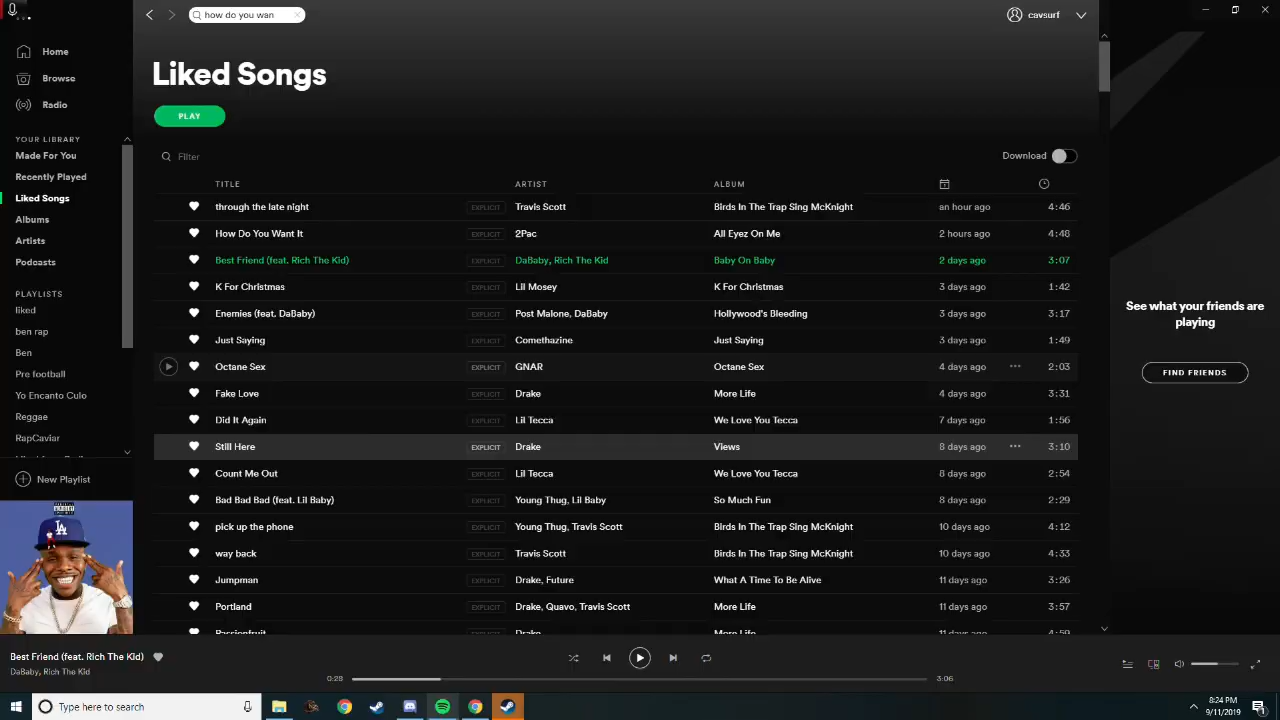 how do you wan
cavsurf
Home
Browse
Radio
YOUR LIBRARY
Made For You
Recently Played
Liked Songs
Albums
Artists
Podcasts
PLAYLISTS
liked
ben rap
Ben
Pre football
Yo Encanto Culo
Reggae
RapCaviar
New Playlist
Liked Songs
PLAY
Filter
Download
TITLE ARTIST ALBUM
through the late night EXPLICIT Travis Scott Birds In The Trap Sing McKnight an hour ago 4:46
How Do You Want It EXPLICIT 2Pac All Eyez On Me 2 hours ago 4:48
Best Friend (feat. Rich The Kid) EXPLICIT DaBaby, Rich The Kid Baby On Baby 2 days ago 3:07
K For Christmas EXPLICIT Lil Mosey K For Christmas 3 days ago 1:42
Enemies (feat. DaBaby) EXPLICIT Post Malone, DaBaby Hollywood's Bleeding 3 days ago 3:17
Just Saying EXPLICIT Comethazine Just Saying 3 days ago 1:49
Octane Sex EXPLICIT GNAR Octane Sex 4 days ago 2:03
Fake Love EXPLICIT Drake More Life 4 days ago 3:31
Did It Again EXPLICIT Lil Tecca We Love You Tecca 7 days ago 1:56
Still Here EXPLICIT Drake Views 8 days ago 3:10
Count Me Out EXPLICIT Lil Tecca We Love You Tecca 8 days ago 2:54
Bad Bad Bad (feat. Lil Baby) EXPLICIT Young Thug, Lil Baby So Much Fun 8 days ago 2:29
pick up the phone EXPLICIT Young Thug, Travis Scott Birds In The Trap Sing McKnight 10 days ago 4:12
way back EXPLICIT Travis Scott Birds In The Trap Sing McKnight 10 days ago 4:33
Jumpman EXPLICIT Drake, Future What A Time To Be Alive 11 days ago 3:26
Portland EXPLICIT Drake, Quavo, Travis Scott More Life 11 days ago 3:57
Passionfruit EXPLICIT Drake More Life 11 days ago 4:59
See what your friends are
playing
FIND FRIENDS
LA
Best Friend (feat. Rich The Kid)
DaBaby, Rich The Kid
0:28 3:06
Type here to search
8:24 PM
9/11/2019